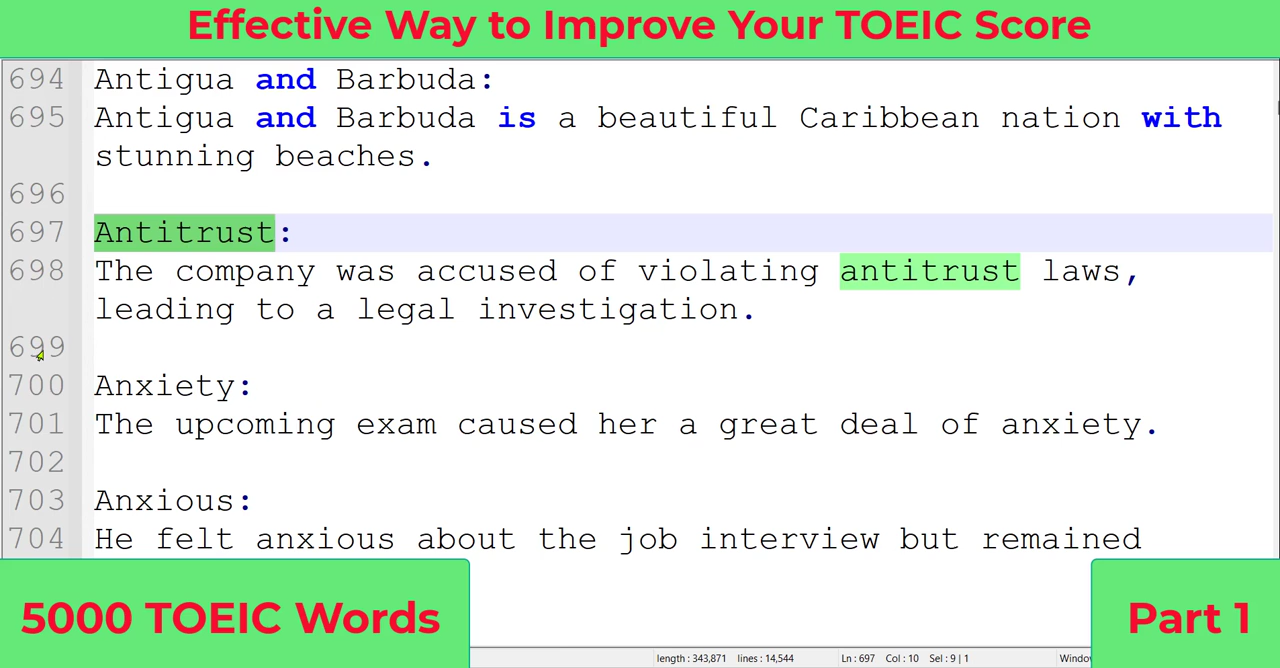 Effective Way to Improve Your TOEIC Score
694 Antigua and Barbuda:
695 Antigua and Barbuda is a beautiful Caribbean nation with
stunning beaches.
696
697 Antitrust:
698 The company was accused of violating antitrust laws,
leading to a legal investigation.
699
700 Anxiety:
701 The upcoming exam caused her a great deal of anxiety.
702
703 Anxious:
704 He felt anxious about the job interview but remained
5000 TOEIC Words
Part 1
length : 343,871 lines : 14,544 Ln : 697 Col : 10 Sel : 9 | 1